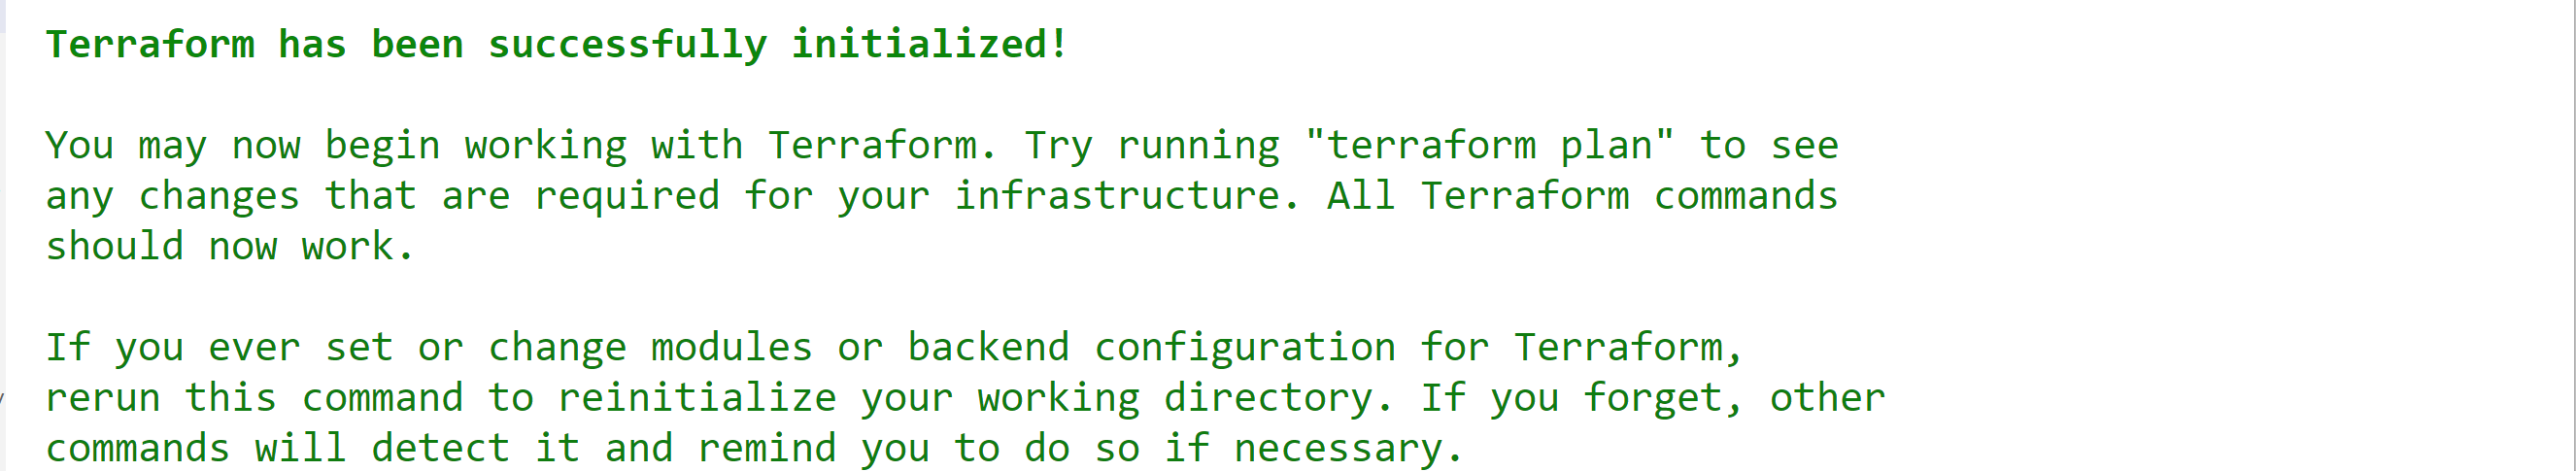 Terraform has been successfully initialized!
You may now begin working with Terraform. Try running "terraform plan" to see
any changes that are required for your infrastructure. All Terraform commands
should now work.
If you ever set or change modules or backend configuration for Terraform,
rerun this command to reinitialize your working directory. If you forget, other
commands will detect it and remind you to do so if necessary.